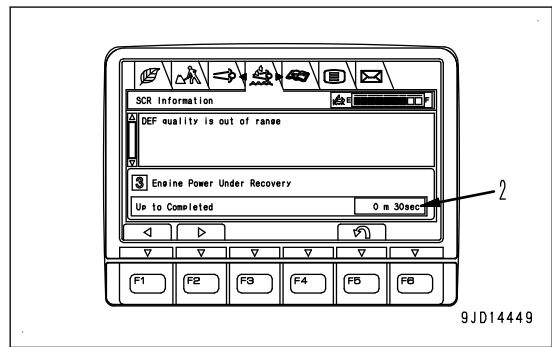 SCR Information
E F
DEF quality is out of range
3 Engine Power Under Recovery
Up to Completed 0 m 30sec
2
F1 F2 F3 F4 F5 F6
9JD14449